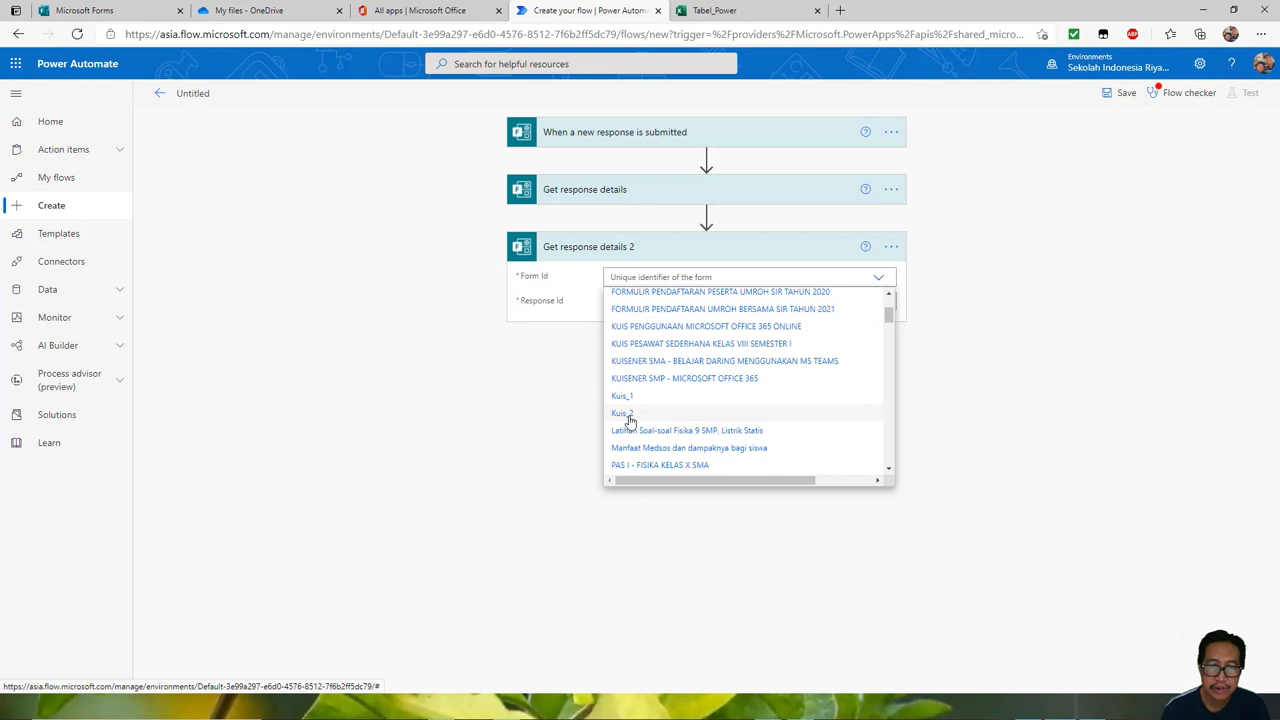 Microsoft Forms
My files - OneDrive
All apps | Microsoft Office
Create your flow | Power Automate
Tabel_Power
https://asia.flow.microsoft.com/manage/environments/Default-3e99a297-e6d0-4576-8512-7f6b2ff5dc79/flows/new?trigger=%2Fproviders%2FMicrosoft.PowerApps%2Fapis%2Fshared_micro...
Power Automate
Search for helpful resources
Environments
Sekolah Indonesia Riya...
Untitled
Save
Flow checker
Test
Home
Action items
My flows
Create
Templates
Connectors
Data
Monitor
AI Builder
Process advisor
(preview)
Solutions
Learn
When a new response is submitted
Get response details
Get response details 2
* Form Id
Unique identifier of the form
* Response Id
FORMULIR PENDAFTARAN PESERTA UMROH SIR TAHUN 2020
FORMULIR PENDAFTARAN UMROH BERSAMA SIR TAHUN 2021
KUIS PENGGUNAAN MICROSOFT OFFICE 365 ONLINE
KUIS PESAWAT SEDERHANA KELAS VIII SEMESTER I
KUISENER SMA - BELAJAR DARING MENGGUNAKAN MS TEAMS
KUISENER SMP - MICROSOFT OFFICE 365
Kuis_1
Kuis_2
Latihan Soal-soal Fisika 9 SMP, Listrik Statis
Manfaat Medsos dan dampaknya bagi siswa
PAS I - FISIKA KELAS X SMA
https://asia.flow.microsoft.com/manage/environments/Default-3e99a297-e6d0-4576-8512-7f6b2ff5dc79/#